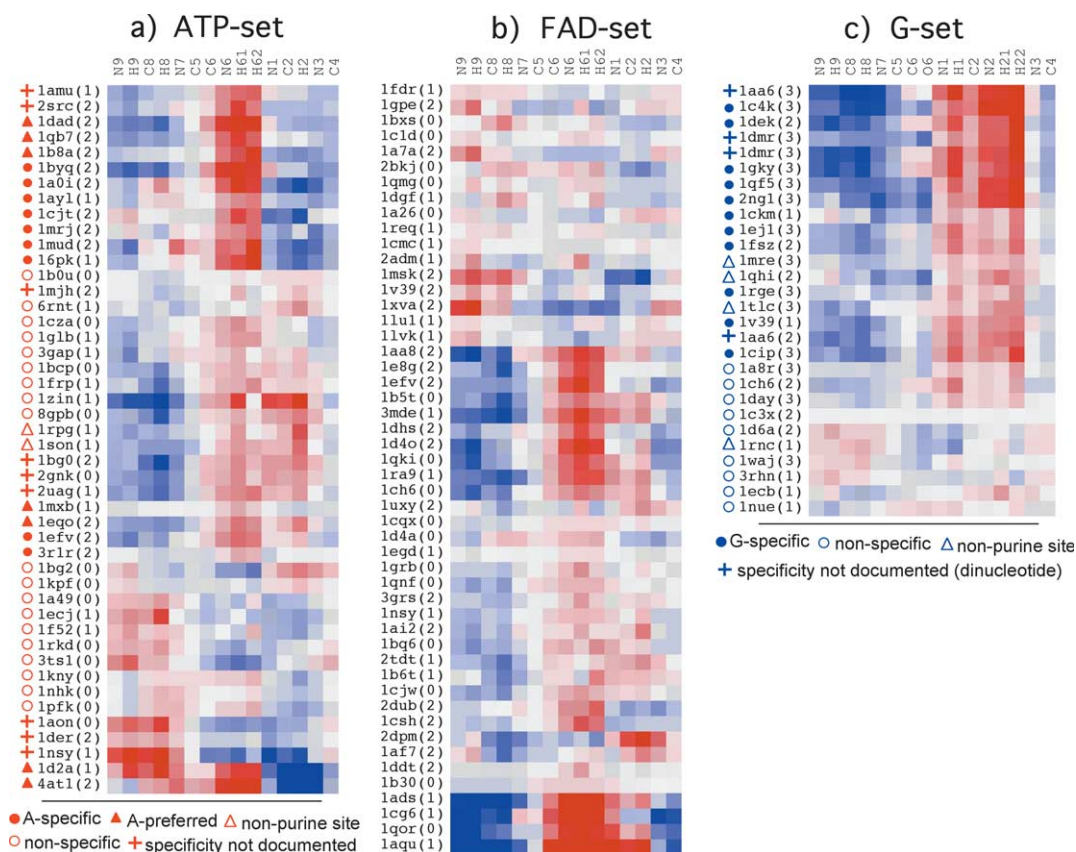 a) ATP-set
N9 H9 C8 H8 N7 C5 C6 N6 H61 H62 N1 C2 H2 N3 C4
1amu(1)
2src(2)
1dad(2)
1qb7(2)
1b8a(2)
1byq(2)
1a0i(2)
1ayl(1)
1cjt(2)
1mrj(2)
1mud(2)
16pk(1)
1b0u(0)
1mjh(2)
6rnt(1)
1cza(0)
1glb(1)
3gap(1)
1bcp(0)
1frp(1)
1zin(1)
8gpb(0)
1rpg(1)
1son(1)
1bg0(2)
2gnk(0)
2uag(1)
1mxb(1)
1eqo(2)
1efv(2)
3r1r(2)
1bg2(0)
1kpf(0)
1a49(1)
1ecj(1)
1f52(1)
1rkd(0)
3ts1(0)
1kny(0)
1nhk(0)
1pfk(0)
1aon(0)
1der(2)
1nsy(1)
1d2a(1)
4at1(2)
A-specific A-preferred non-purine site
non-specific specificity not documented
b) FAD-set
N9 H9 C8 H8 N7 C5 C6 N6 H61 H62 N1 C2 H2 N3 C4
1fdr(1)
1gpe(2)
1bxs(0)
1cld(0)
1a7a(2)
2bkj(0)
1qmg(0)
1dgf(1)
1a26(0)
1req(1)
1cmc(1)
2adm(1)
1msk(2)
1v39(2)
1xva(2)
1lul(1)
1lvk(1)
1aa8(2)
1e8g(2)
1efv(2)
1b5t(0)
3mde(1)
1dhs(2)
1d4o(2)
1qki(0)
1ra9(1)
1ch6(0)
1uxy(2)
1cqx(0)
1d4a(0)
1egd(1)
1grb(0)
1gnf(0)
3grs(2)
1nsy(1)
1ai2(2)
1bq6(0)
2tdt(1)
1b6t(1)
1cjw(0)
2dub(2)
1csh(2)
2dpm(2)
1af7(2)
1ddt(2)
1b30(0)
1ads(1)
1cg6(1)
1qor(0)
1aqu(1)
c) G-set
N9 H9 C8 H8 N7 C5 C6 O6 N1 H1 C2 N2 H21 H22 N3 C4
1aa6(3)
1c4k(3)
1dek(2)
1dmr(3)
1dmr(3)
1gky(3)
1qf5(3)
2ng1(3)
1ckm(1)
1ej1(3)
1fsz(2)
1mre(3)
1qhi(2)
1rge(3)
1tlc(3)
1v39(1)
1aa6(2)
1cip(3)
1a8r(3)
1ch6(2)
1day(3)
1c3x(2)
1d6a(2)
1rnc(1)
1waj(3)
3rhn(1)
1ecb(1)
1nue(1)
G-specific non-specific non-purine site
specificity not documented (dinucleotide)